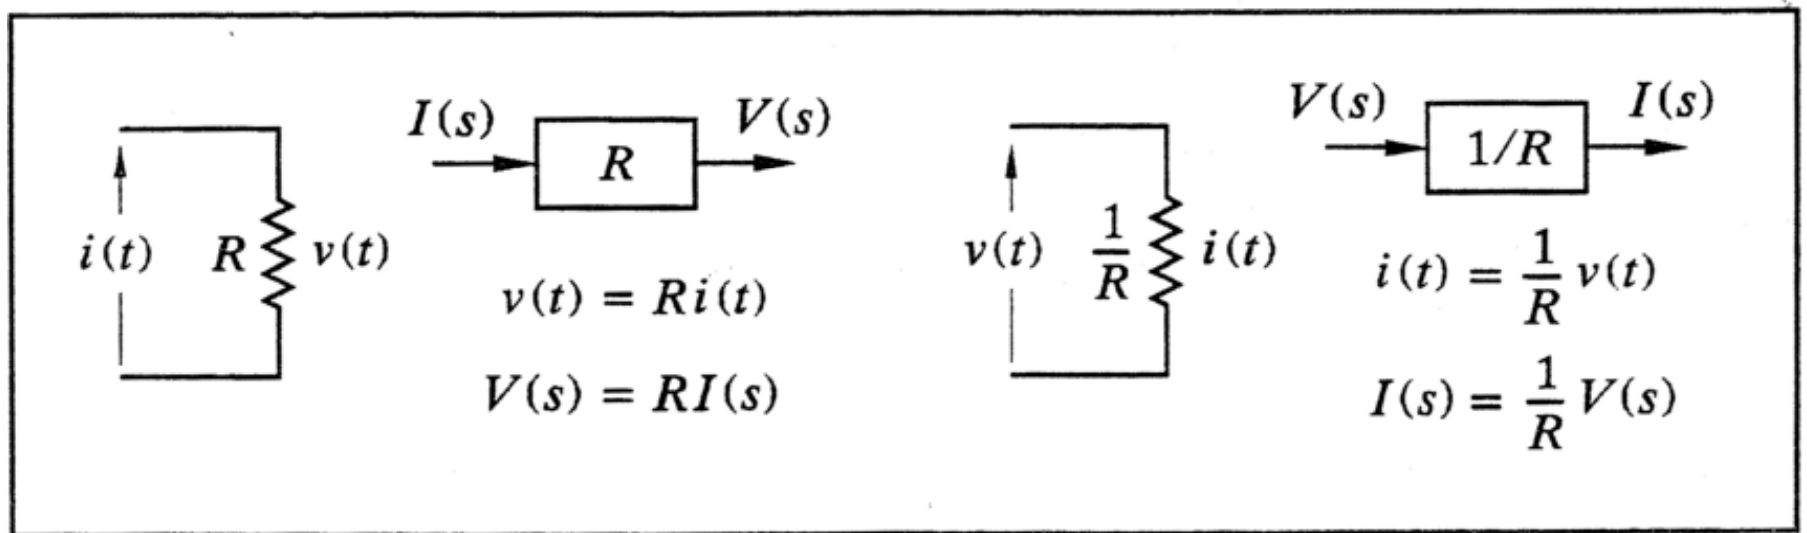 i(t) R v(t)
I(s) R V(s)
v(t) = Ri(t)
V(s) = RI(s)
v(t) 1/R i(t)
V(s) 1/R I(s)
i(t) = 1/R v(t)
I(s) = 1/R V(s)